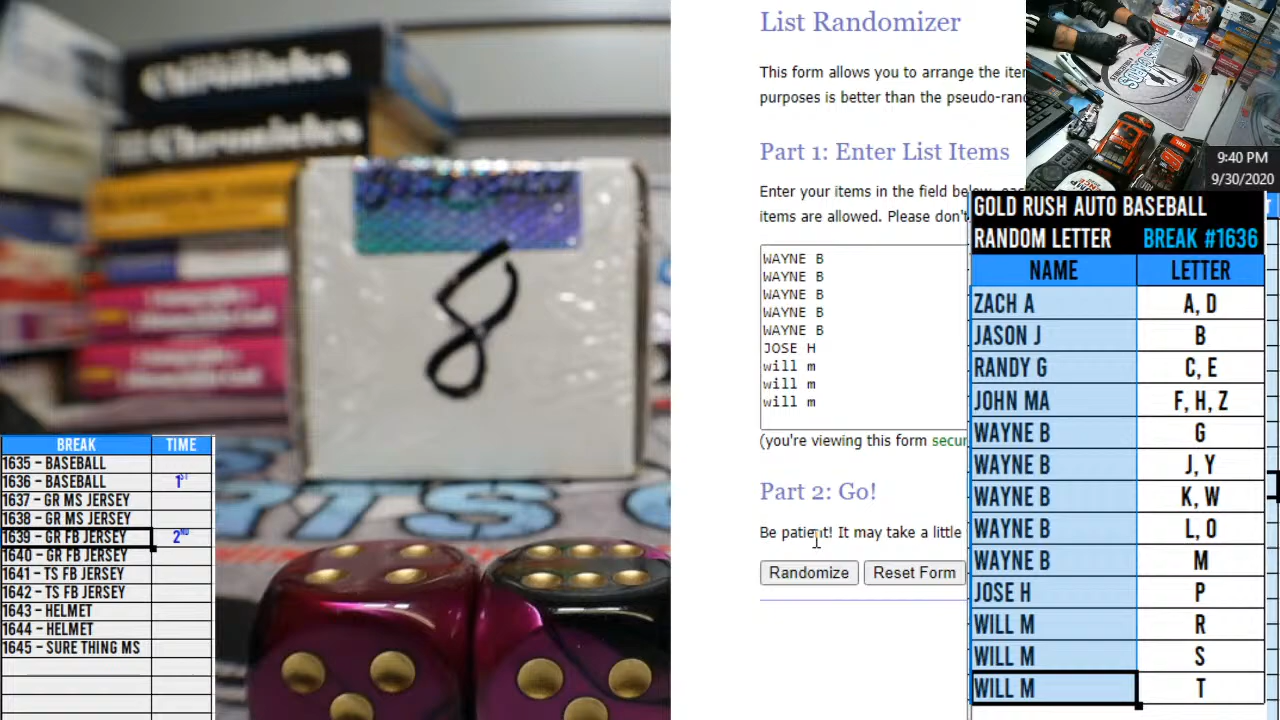 Chronicles
Chronicles
8
BREAK TIME
1635 – BASEBALL
1636 – BASEBALL 1ST
1637 – GR MS JERSEY
1638 – GR MS JERSEY
1639 – GR FB JERSEY 2ND
1640 – GR FB JERSEY
1641 – TS FB JERSEY
1642 – TS FB JERSEY
1643 – HELMET
1644 – HELMET
1645 – SURE THING MS
List Randomizer
This form allows you to arrange the
purposes is better than the
Part 1: Enter List Items
Enter your items in the field
items are allowed. Please don't
WAYNE B
WAYNE B
WAYNE B
WAYNE B
WAYNE B
JOSE H
will m
will m
will m
(you're viewing this form
Part 2: Go!
Be patient! It may take a little
Randomize Reset Form
9:40 PM
9/30/2020
GOLD RUSH AUTO BASEBALL
RANDOM LETTER BREAK #1636
NAME LETTER
ZACH A A, D
JASON J B
RANDY G C, E
JOHN MA F, H, Z
WAYNE B G
WAYNE B J, Y
WAYNE B K, W
WAYNE B L, O
WAYNE B M
JOSE H P
WILL M R
WILL M S
WILL M T